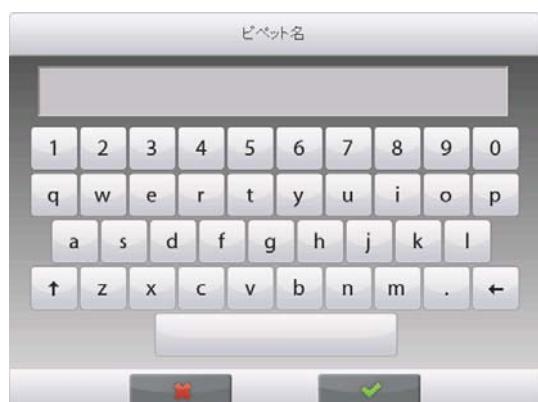 ピペット名
1 2 3 4 5 6 7 8 9 0
q w e r t y u i o p
a s d f g h j k l
↑ z x c v b n m . ←